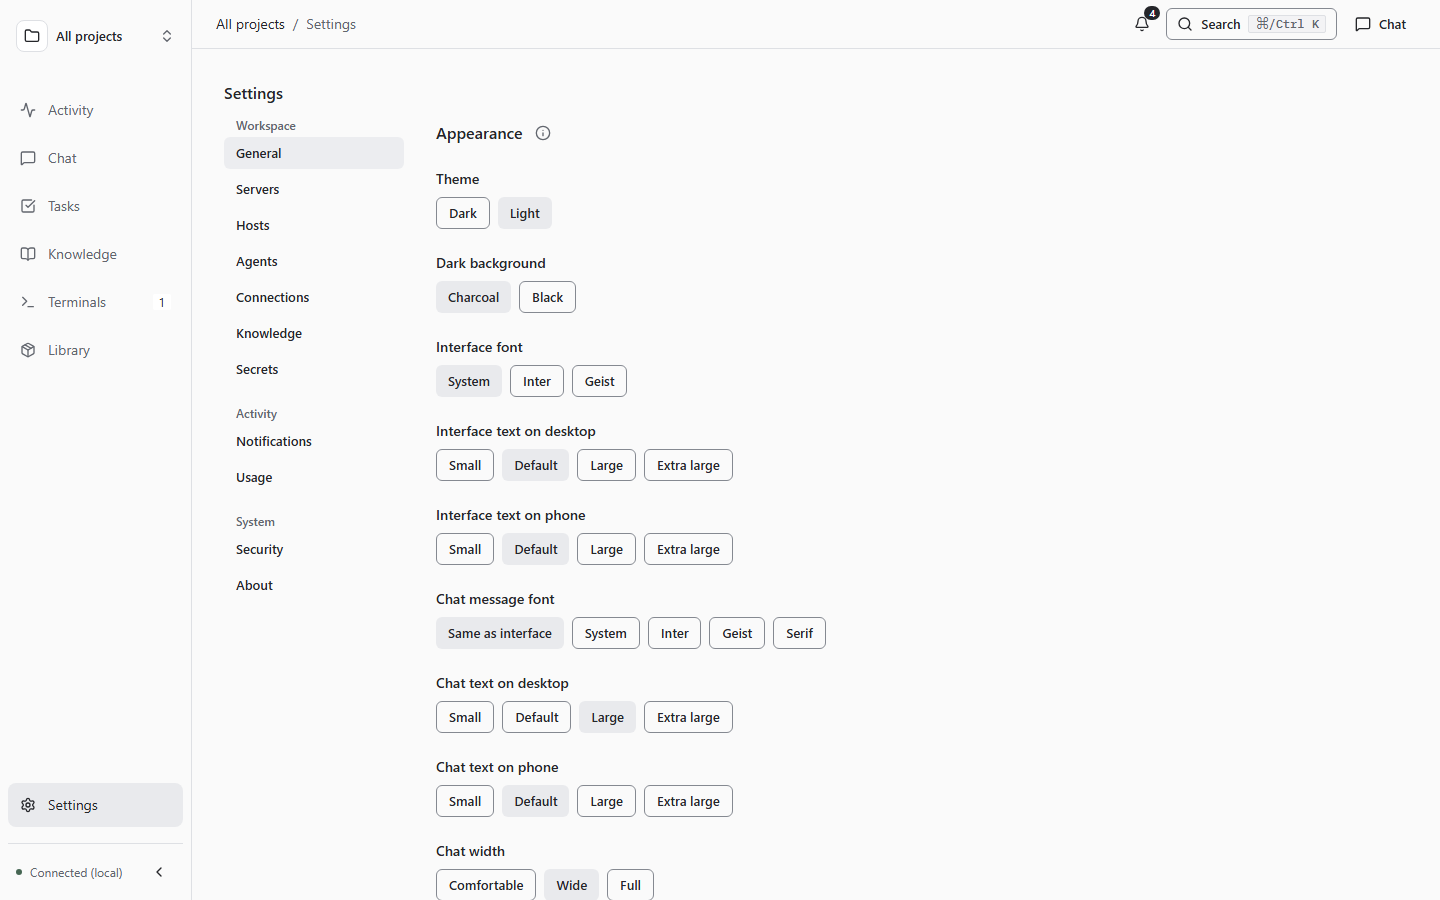 All projects
Activity
Chat
Tasks
Knowledge
Terminals 1
Library
Settings
Connected (local)
All projects / Settings
4
Search ⌘/Ctrl K
Chat
Settings
Workspace
General
Servers
Hosts
Agents
Connections
Knowledge
Secrets
Activity
Notifications
Usage
System
Security
About
Appearance
Theme
Dark Light
Dark background
Charcoal Black
Interface font
System Inter Geist
Interface text on desktop
Small Default Large Extra large
Interface text on phone
Small Default Large Extra large
Chat message font
Same as interface System Inter Geist Serif
Chat text on desktop
Small Default Large Extra large
Chat text on phone
Small Default Large Extra large
Chat width
Comfortable Wide Full